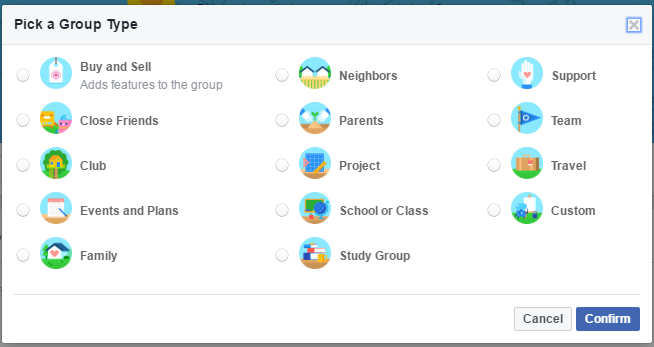 Pick a Group Type
Buy and Sell
Adds features to the group
Close Friends
Club
Events and Plans
Family
Neighbors
Parents
Project
School or Class
Study Group
Support
Team
Travel
Custom
Cancel
Confirm